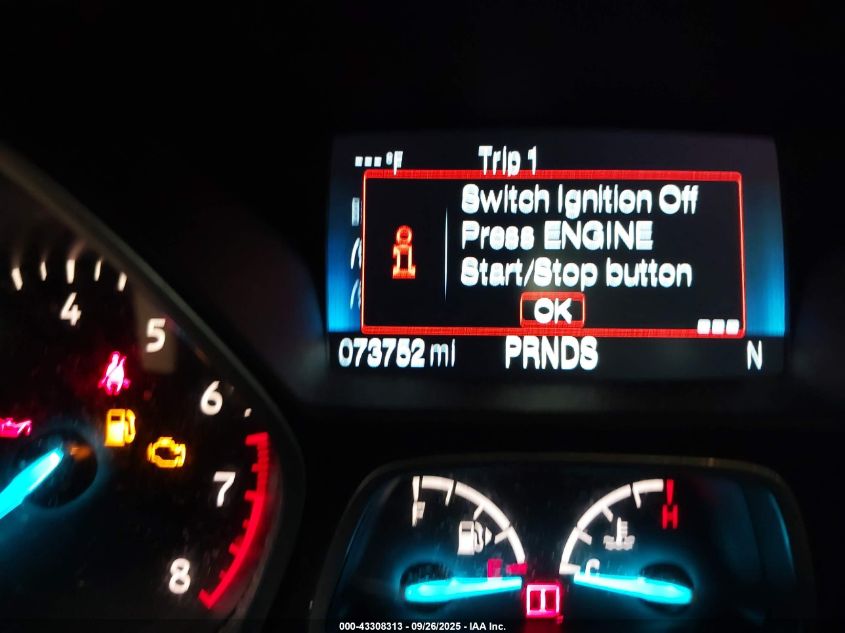 ---°F Trip 1
Switch Ignition Off
Press ENGINE
i
Start/Stop button
OK
---
073752 mi PRNDS N
4
5
6
7
8
F
E
C
H
000-43308313 - 09/26/2025 - IAA Inc.